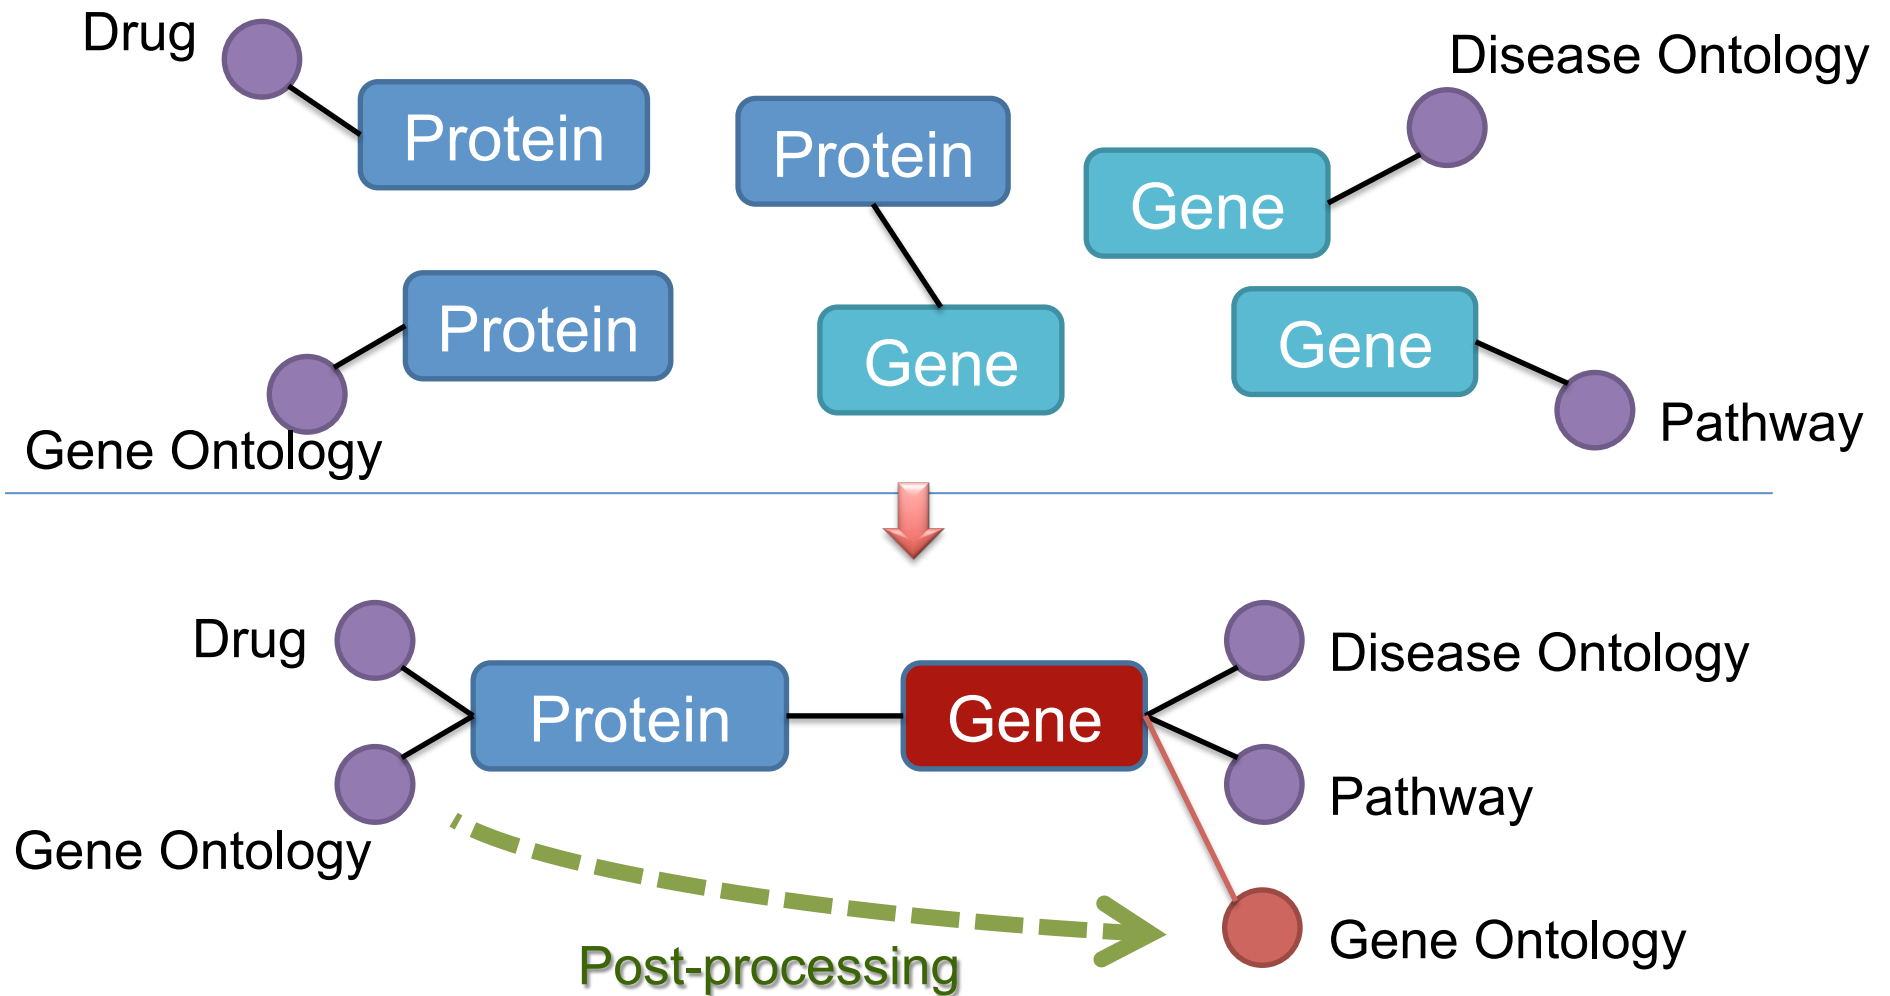 Drug
Disease Ontology
Protein
Protein
Gene
Protein
Gene
Gene
Pathway
Gene Ontology
Drug
Disease Ontology
Protein
Gene
Pathway
Gene Ontology
Gene Ontology
Post-processing